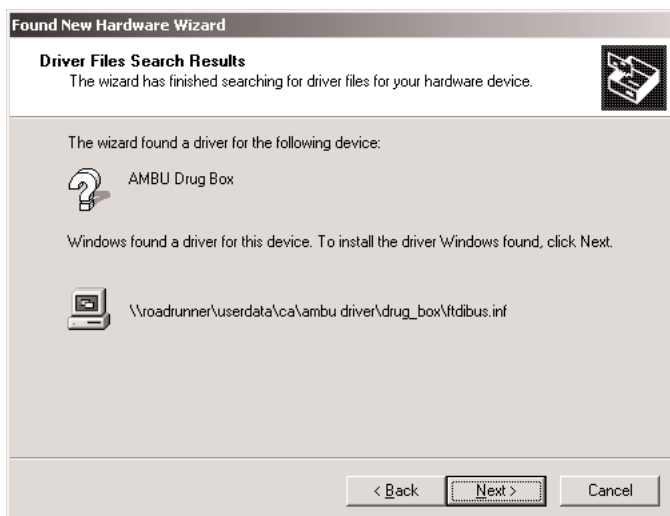 Found New Hardware Wizard
Driver Files Search Results
The wizard has finished searching for driver files for your hardware device.
The wizard found a driver for the following device:
AMBU Drug Box
Windows found a driver for this device. To install the driver Windows found, click Next.
\\roadrunner\userdata\ca\ambu driver\drug_box\ftdibus.inf
< Back Next > Cancel